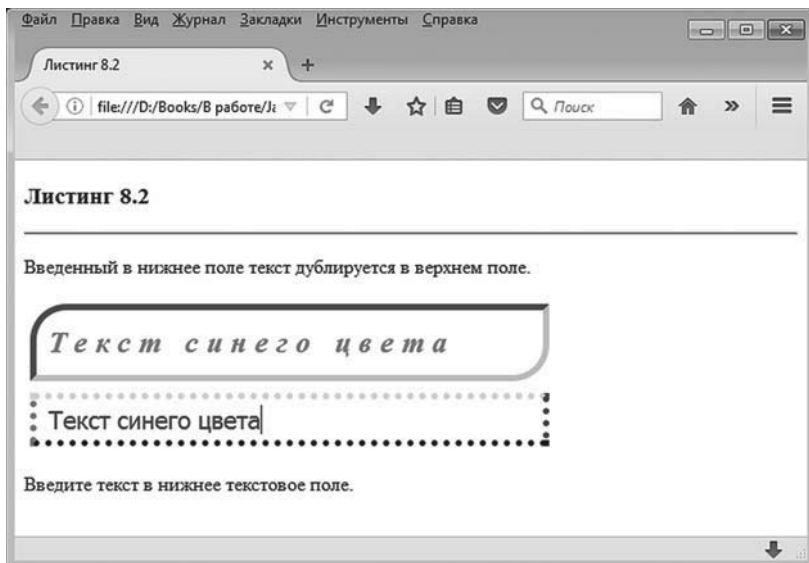 Файл Правка Вид Журнал Закладки Инструменты Справка
Листинг 8.2
file:///D:/Books/В работе/Ja
Поиск
Листинг 8.2
Введенный в нижнее поле текст дублируется в верхнем поле.
Текст синего цвета
Текст синего цвета
Введите текст в нижнее текстовое поле.